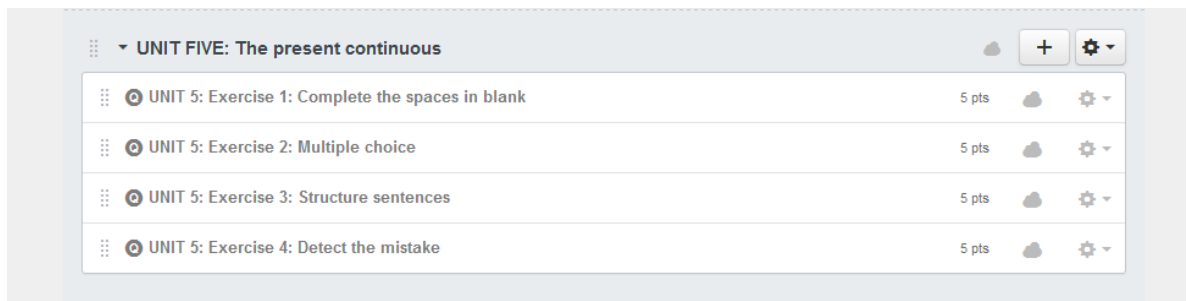 UNIT FIVE: The present continuous
UNIT 5: Exercise 1: Complete the spaces in blank 5 pts
UNIT 5: Exercise 2: Multiple choice 5 pts
UNIT 5: Exercise 3: Structure sentences 5 pts
UNIT 5: Exercise 4: Detect the mistake 5 pts